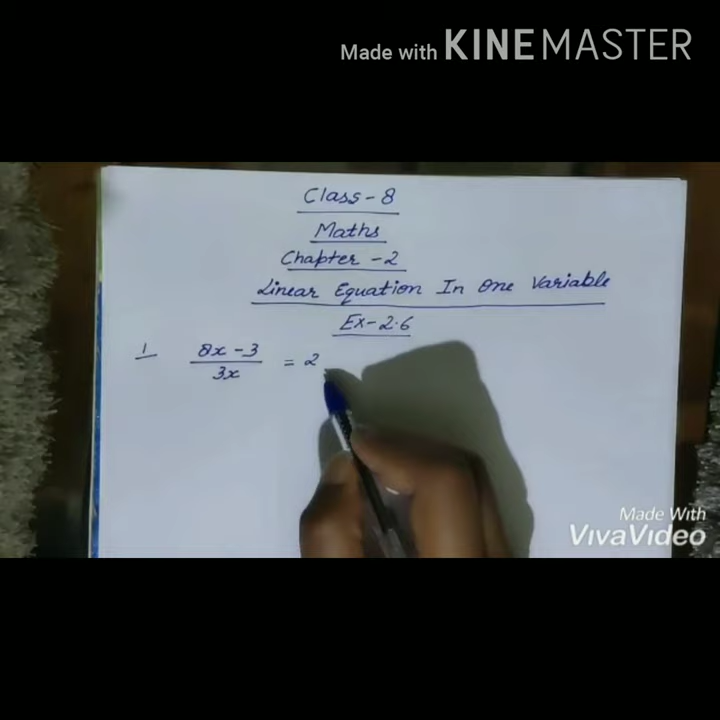 Made with KINEMASTER
Class-8
Maths
Chapter -2
Linear Equation In One Variable
Ex-2.6
1 8x-3
3x = 2
Made With
VivaVideo